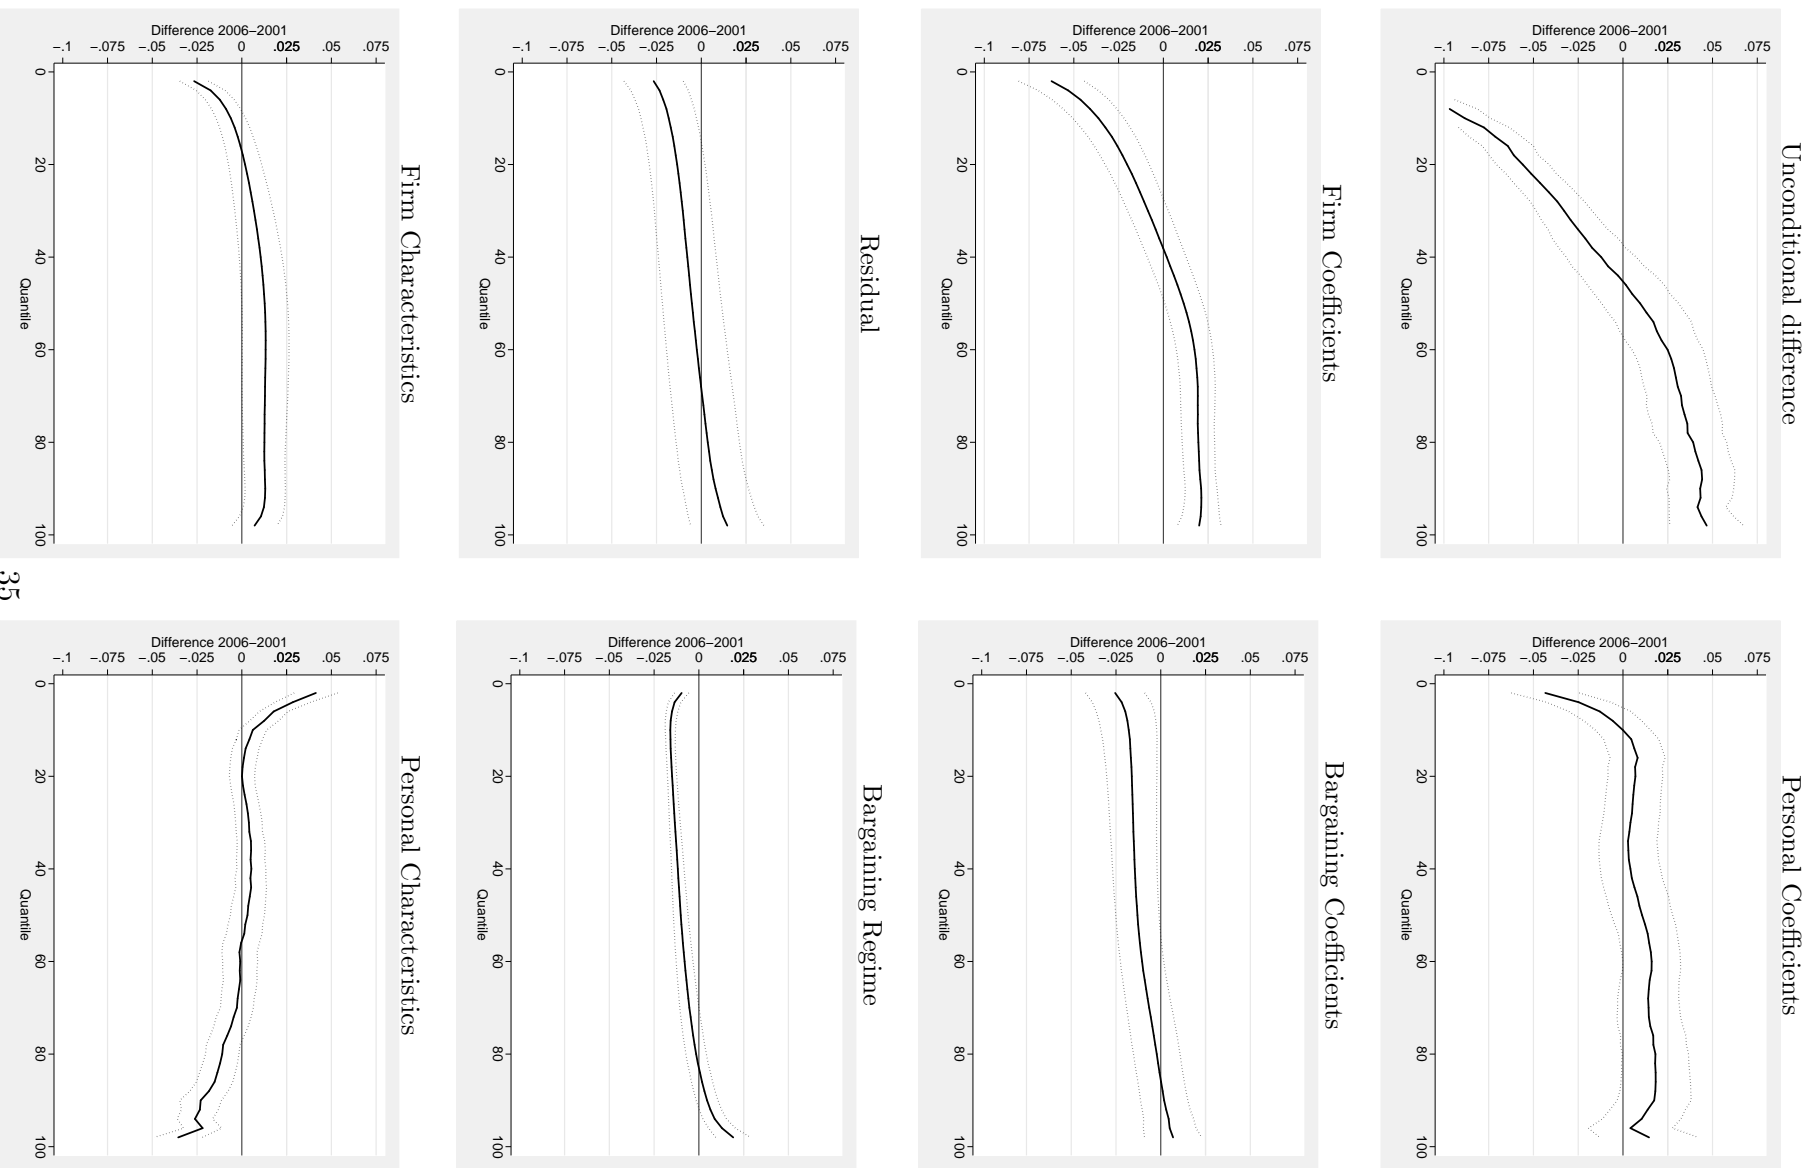 Unconditional difference
Difference 2006−2001
−.1 −.075 −.05 −.025 0 .025 .05 .075
0 20 40 60 80 100
Quantile
Personal Coefficients
Difference 2006−2001
−.1 −.075 −.05 −.025 0 .025 .05 .075
0 20 40 60 80 100
Quantile
Firm Coefficients
Difference 2006−2001
−.1 −.075 −.05 −.025 0 .025 .05 .075
0 20 40 60 80 100
Quantile
Bargaining Coefficients
Difference 2006−2001
−.1 −.075 −.05 −.025 0 .025 .05 .075
0 20 40 60 80 100
Quantile
Residual
Difference 2006−2001
−.1 −.075 −.05 −.025 0 .025 .05 .075
0 20 40 60 80 100
Quantile
Bargaining Regime
Difference 2006−2001
−.1 −.075 −.05 −.025 0 .025 .05 .075
0 20 40 60 80 100
Quantile
Firm Characteristics
Difference 2006−2001
−.1 −.075 −.05 −.025 0 .025 .05 .075
0 20 40 60 80 100
Quantile
Personal Characteristics
Difference 2006−2001
−.1 −.075 −.05 −.025 0 .025 .05 .075
0 20 40 60 80 100
Quantile
35